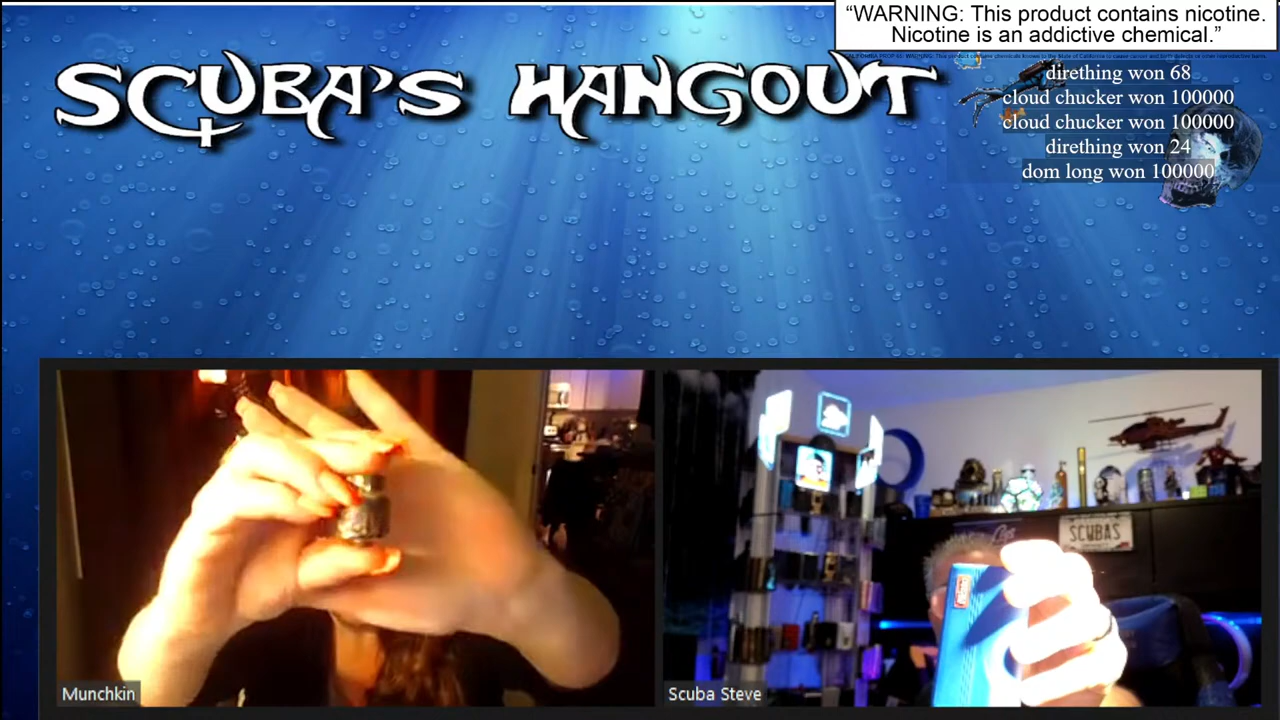 “WARNING: This product contains nicotine.
Nicotine is an addictive chemical.”
SCUBA'S HANGOUT
dirething won 68
cloud chucker won 100000
cloud chucker won 100000
dirething won 24
dom long won 100000
SCUBAS
Munchkin
Scuba Steve